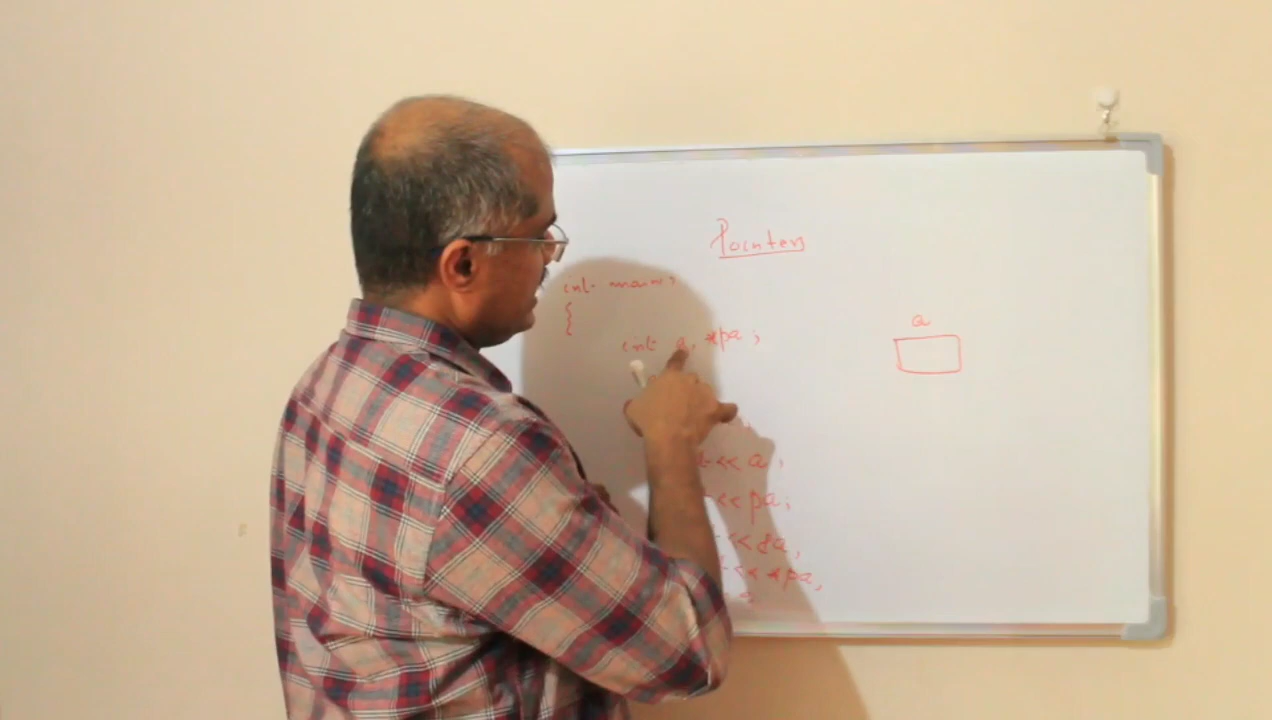 Pointers
int main()
{
int a, *pa;
a
<< a;
<< pa;
<< &a,
<< *pa,